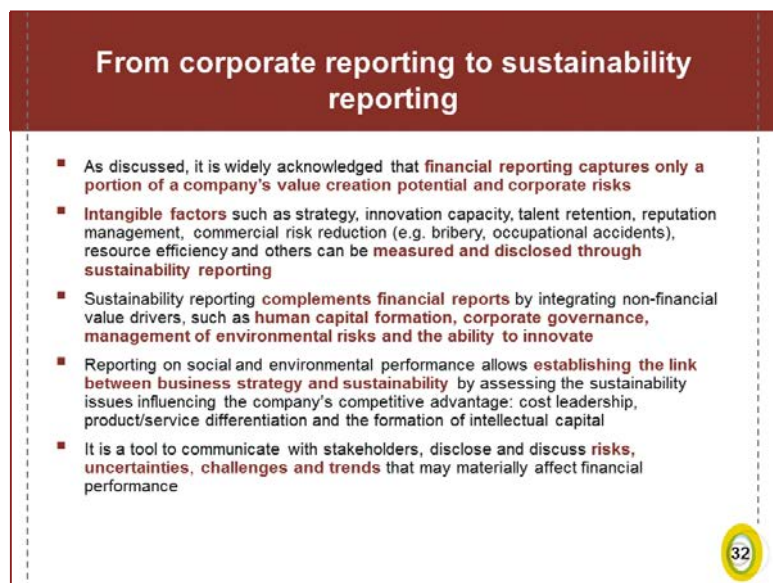 From corporate reporting to sustainability
reporting
▪ As discussed, it is widely acknowledged that financial reporting captures only a
portion of a company's value creation potential and corporate risks
▪ Intangible factors such as strategy, innovation capacity, talent retention, reputation
management, commercial risk reduction (e.g. bribery, occupational accidents),
resource efficiency and others can be measured and disclosed through
sustainability reporting
▪ Sustainability reporting complements financial reports by integrating non-financial
value drivers, such as human capital formation, corporate governance,
management of environmental risks and the ability to innovate
▪ Reporting on social and environmental performance allows establishing the link
between business strategy and sustainability by assessing the sustainability
issues influencing the company's competitive advantage: cost leadership,
product/service differentiation and the formation of intellectual capital
▪ It is a tool to communicate with stakeholders, disclose and discuss risks,
uncertainties, challenges and trends that may materially affect financial
performance
32